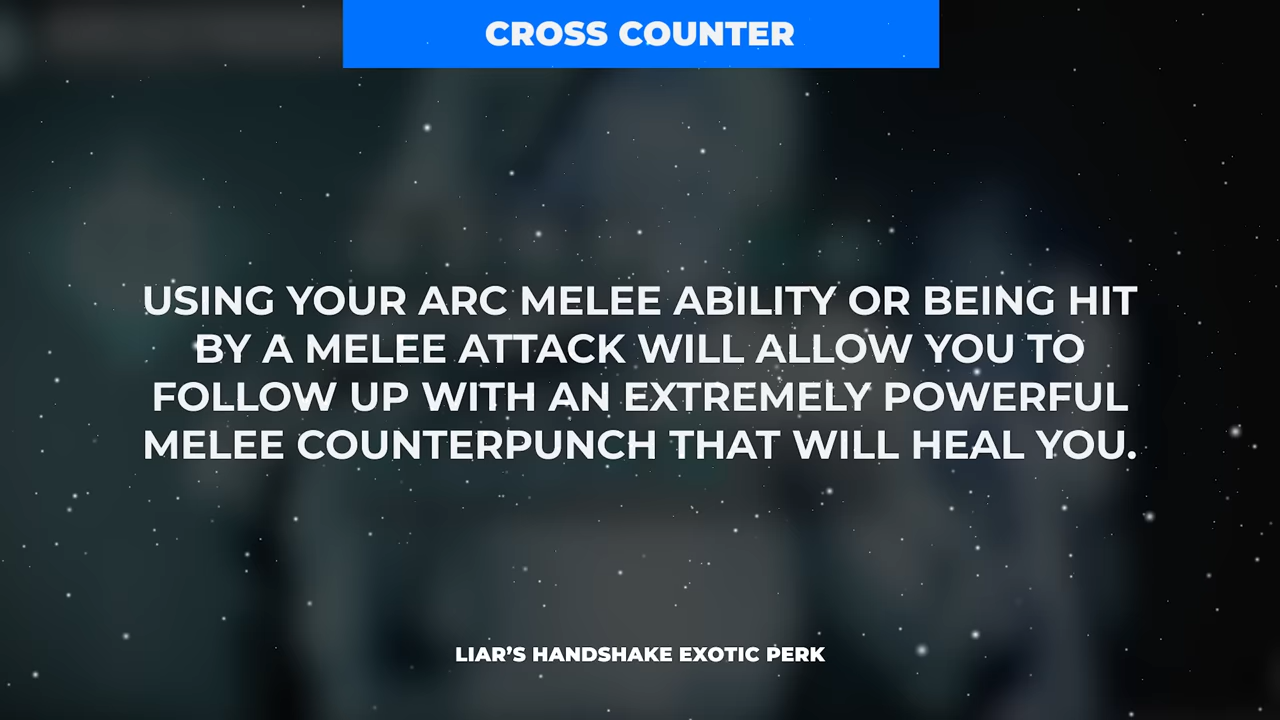 CROSS COUNTER
USING YOUR ARC MELEE ABILITY OR BEING HIT
BY A MELEE ATTACK WILL ALLOW YOU TO
FOLLOW UP WITH AN EXTREMELY POWERFUL
MELEE COUNTERPUNCH THAT WILL HEAL YOU.
LIAR'S HANDSHAKE EXOTIC PERK